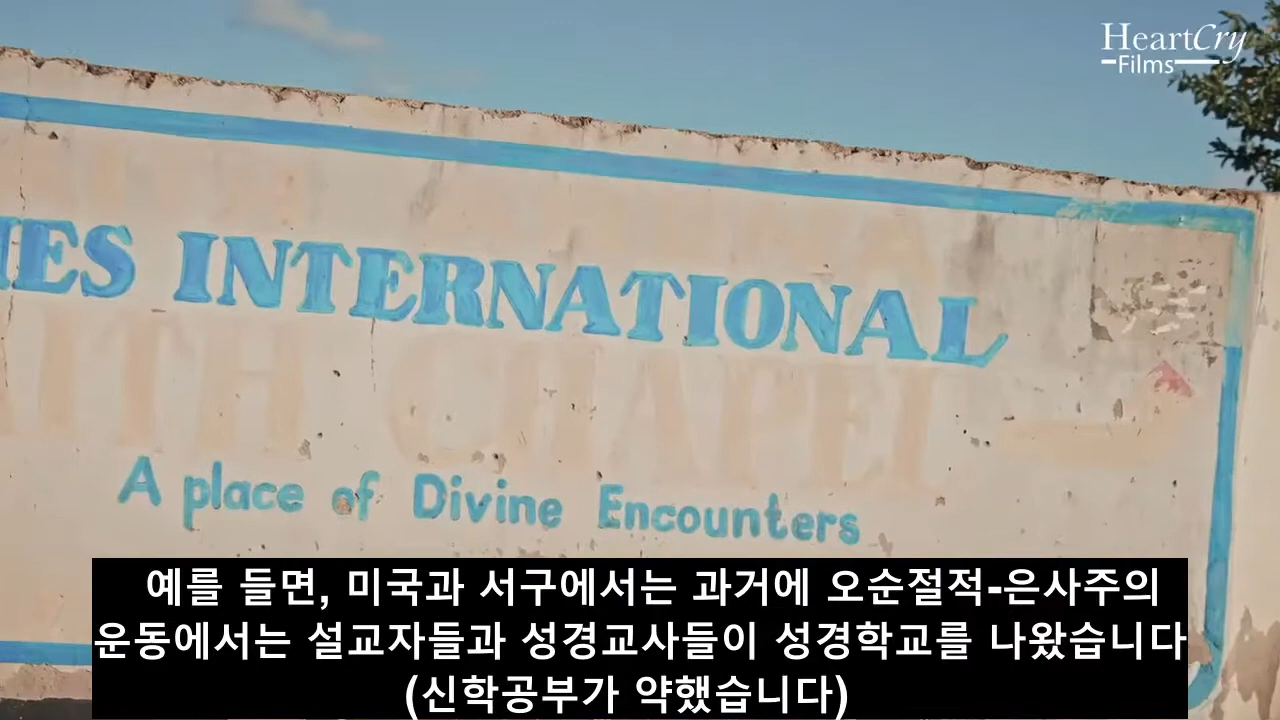 HeartCry
Films
INTERNATIONAL
A place of Divine Encounters
예를 들면, 미국과 서구에서는 과거에 오순절적-은사주의
운동에서는 설교자들과 성경교사들이 성경학교를 나왔습니다
(신학공부가 약했습니다)